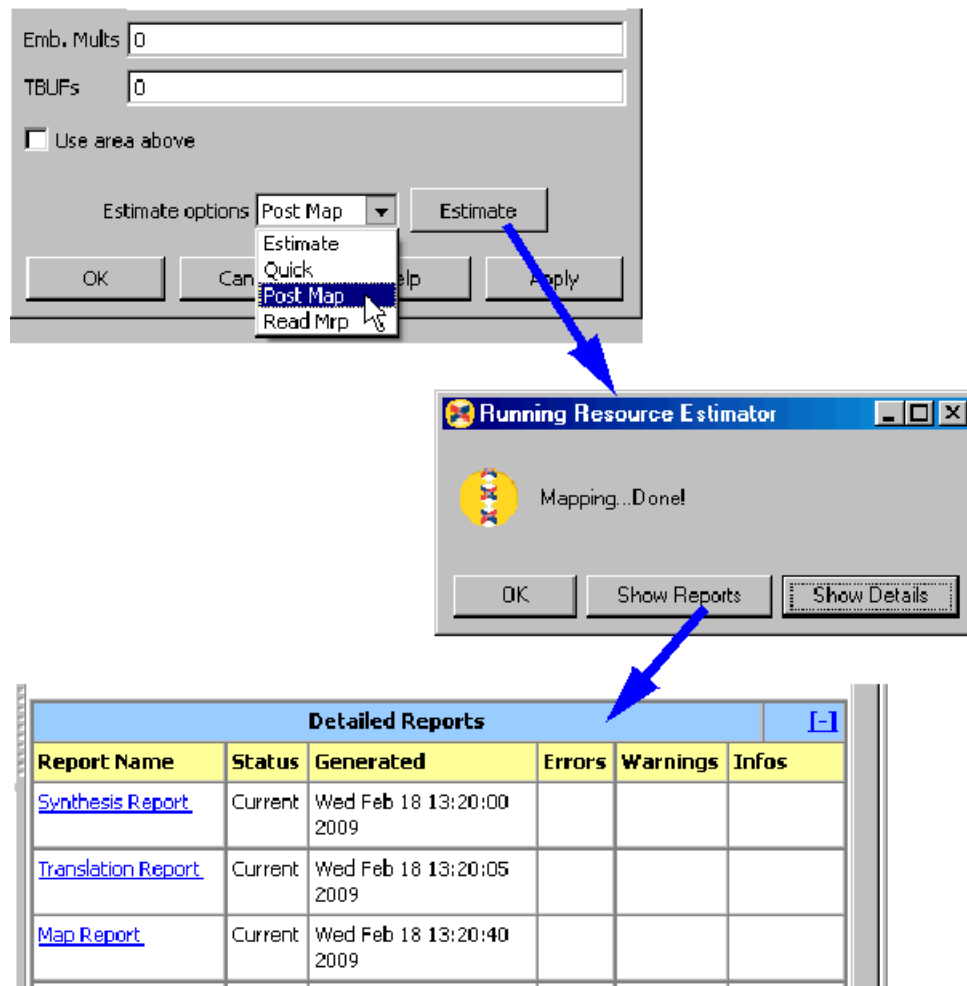 Emb. Mults 0
TBUFs 0
Use area above
Estimate options Post Map Estimate
Estimate
Quick
Post Map
Read Mrp
OK Can elp Apply
Running Resource Estimator
Mapping...Done!
OK Show Reports Show Details
Detailed Reports [-]
Report Name Status Generated Errors Warnings Infos
Synthesis Report Current Wed Feb 18 13:20:00
2009
Translation Report Current Wed Feb 18 13:20:05
2009
Map Report Current Wed Feb 18 13:20:40
2009